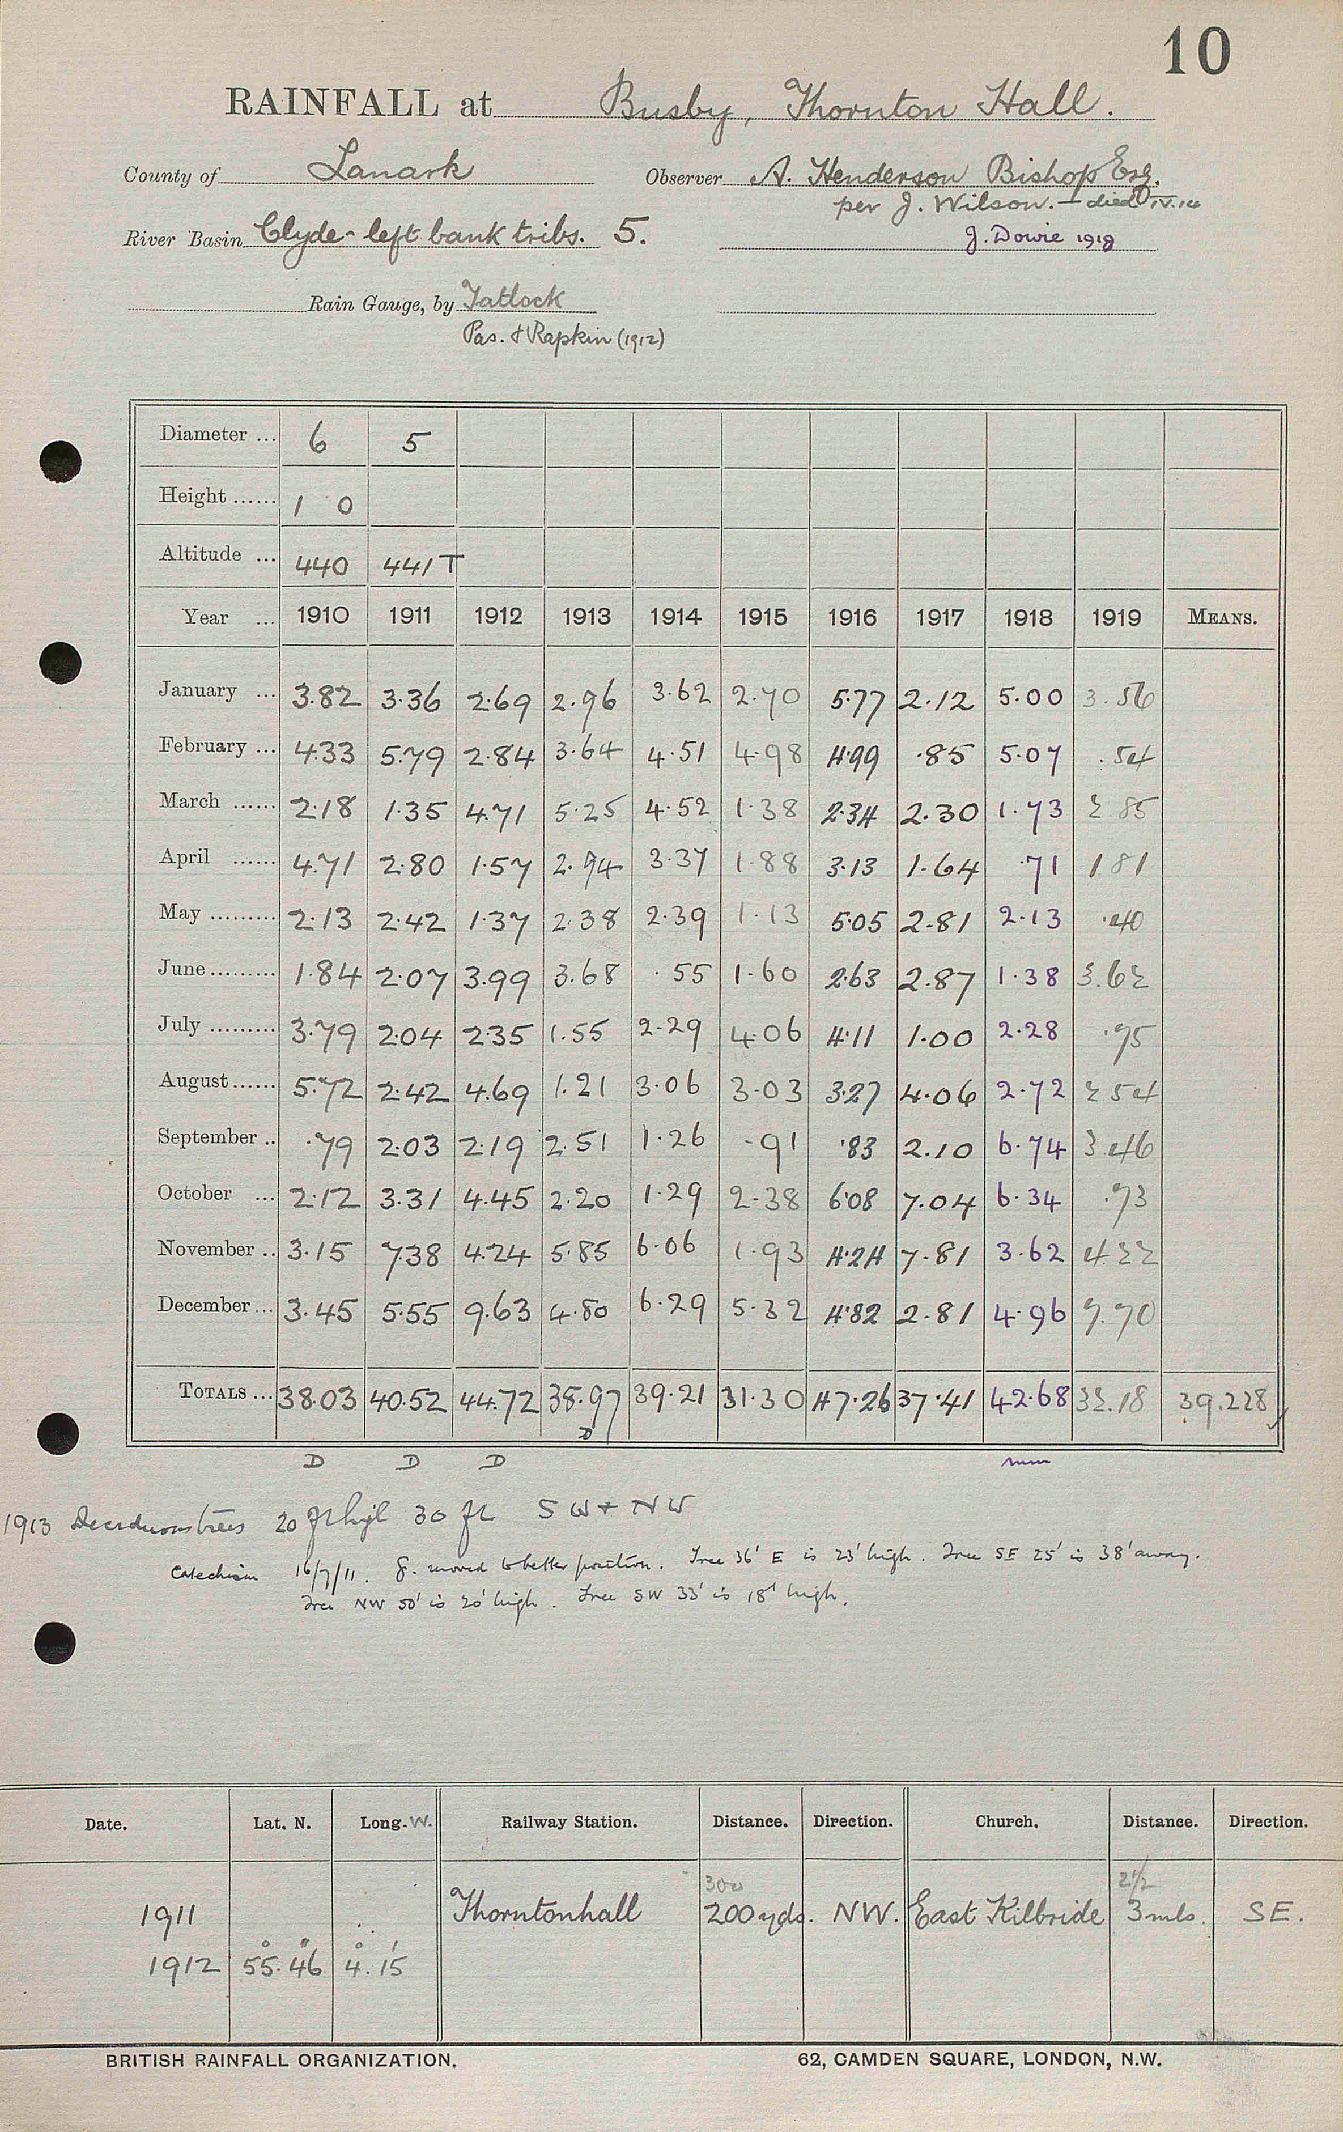 10
RAINFALL at Busby, Thornton Hall.
County of Lanark Observer A. Henderson Bishop Esq.
per J. Wilson. — died IV.14
River Basin Clyde - left bank tribs. 5. J. Dowie 1918
Rain Gauge, by Tatlock
Pas. & Rapkin (1912)
Diameter ... 6 5
Height ...... 1 0
Altitude ... 440 441 T
Year ... 1910 1911 1912 1913 1914 1915 1916 1917 1918 1919 MEANS.
January ... 3.82 3.36 2.69 2.96 3.62 2.70 5.77 2.12 5.00 3.56
February ... 4.33 5.79 2.84 3.64 4.51 4.98 4.99 .85 5.07 .54
March ...... 2.18 1.35 4.71 5.25 4.52 1.38 2.34 2.30 1.73 2.85
April ...... 4.71 2.80 1.57 2.94 3.37 1.88 3.13 1.64 .71 1.81
May ......... 2.13 2.42 1.37 2.38 2.39 1.13 5.05 2.81 2.13 .40
June ......... 1.84 2.07 3.99 3.68 .55 1.60 2.63 2.87 1.38 3.62
July ......... 3.79 2.04 2.35 1.55 2.29 4.06 4.11 1.00 2.28 .95
August ...... 5.72 2.42 4.69 1.21 3.06 3.03 3.27 4.06 2.72 2.54
September .. .79 2.03 2.19 2.51 1.26 .91 .83 2.10 6.74 3.46
October ... 2.12 3.31 4.45 2.20 1.29 2.38 6.08 7.04 6.34 .73
November .. 3.15 7.38 4.24 5.85 6.06 1.93 4.24 7.81 3.62 4.22
December ... 3.45 5.55 9.63 4.80 6.29 5.32 4.82 2.81 4.96 7.70
TOTALS ... 38.03 40.52 44.72 38.97 39.21 31.30 47.26 37.41 42.68 32.18 39.228
D D D D mm
1913 Deciduous trees 20 ft high 30 ft SW + NW
Catechism 16/7/11. g. moved to better position. Tree 36' E is 23' high. Tree SE 25' is 38' away.
Tree NW 50' is 20' high. Tree SW 33' is 18' high.
Date. Lat. N. Long. W. Railway Station. Distance. Direction. Church. Distance. Direction.
300 2½
1911 Thorntonhall 200 yds. NW. East Kilbride 3 mls. SE.
1912 55° 46' 4° 15'
BRITISH RAINFALL ORGANIZATION. 62, CAMDEN SQUARE, LONDON, N.W.